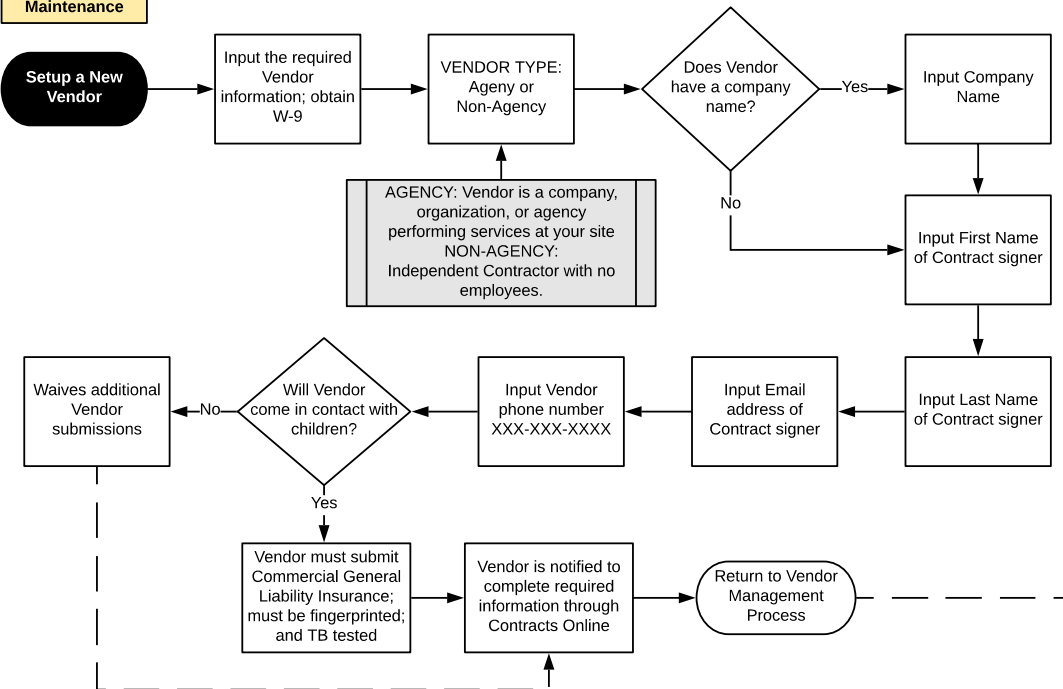 Maintenance
Setup a New
Vendor
Input the required
Vendor
information; obtain
W-9
VENDOR TYPE:
Ageny or
Non-Agency
Does Vendor
have a company
name?
Yes
Input Company
Name
No
AGENCY: Vendor is a company,
organization, or agency
performing services at your site
NON-AGENCY:
Independent Contractor with no
employees.
Input First Name
of Contract signer
Input Last Name
of Contract signer
Input Email
address of
Contract signer
Input Vendor
phone number
XXX-XXX-XXXX
Will Vendor
come in contact with
children?
No
Waives additional
Vendor
submissions
Yes
Vendor must submit
Commercial General
Liability Insurance;
must be fingerprinted;
and TB tested
Vendor is notified to
complete required
information through
Contracts Online
Return to Vendor
Management
Process